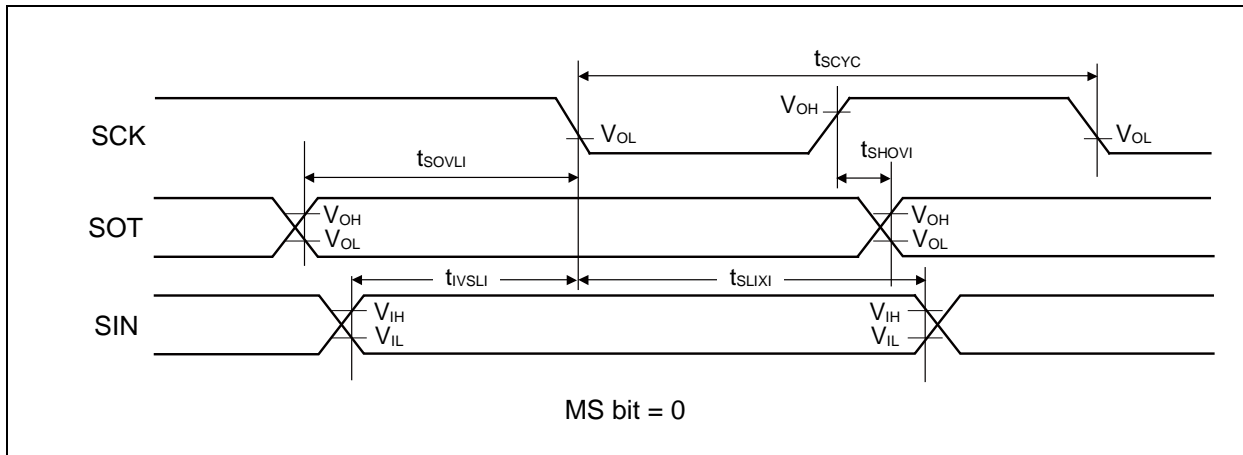 tSCYC
VOH
SCK
VOL
VOL
tSOVLI
tSHOVI
SOT
VOH
VOL
VOH
VOL
tIVSLI
tSLIXI
SIN
VIH
VIL
VIH
VIL
MS bit = 0